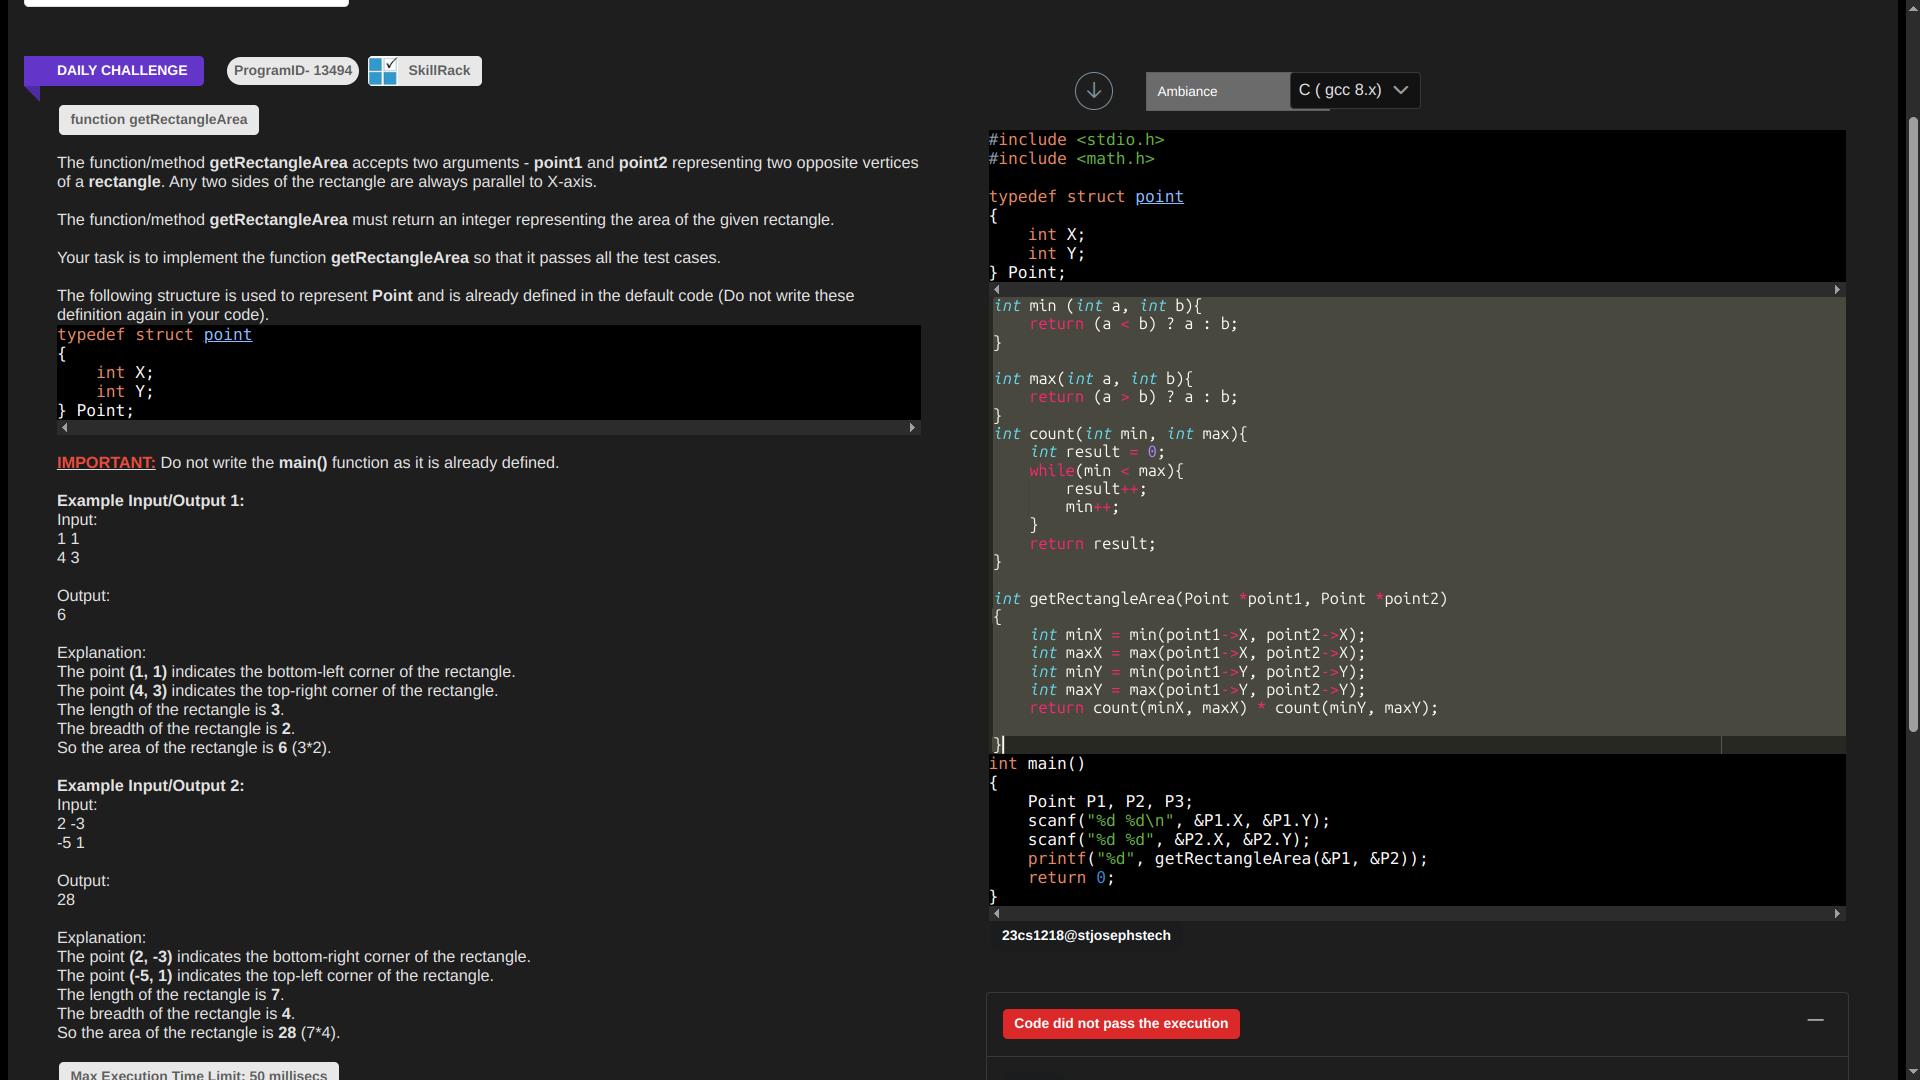 DAILY CHALLENGE
ProgramID- 13494
SkillRack
function getRectangleArea
The function/method getRectangleArea accepts two arguments - point1 and point2 representing two opposite vertices
of a rectangle. Any two sides of the rectangle are always parallel to X-axis.
The function/method getRectangleArea must return an integer representing the area of the given rectangle.
Your task is to implement the function getRectangleArea so that it passes all the test cases.
The following structure is used to represent Point and is already defined in the default code (Do not write these
definition again in your code).
typedef struct point
{
    int X;
    int Y;
} Point;
IMPORTANT: Do not write the main() function as it is already defined.
Example Input/Output 1:
Input:
1 1
4 3
Output:
6
Explanation:
The point (1, 1) indicates the bottom-left corner of the rectangle.
The point (4, 3) indicates the top-right corner of the rectangle.
The length of the rectangle is 3.
The breadth of the rectangle is 2.
So the area of the rectangle is 6 (3*2).
Example Input/Output 2:
Input:
2 -3
-5 1
Output:
28
Explanation:
The point (2, -3) indicates the bottom-right corner of the rectangle.
The point (-5, 1) indicates the top-left corner of the rectangle.
The length of the rectangle is 7.
The breadth of the rectangle is 4.
So the area of the rectangle is 28 (7*4).
Max Execution Time Limit: 50 millisecs
Ambiance
C ( gcc 8.x)
#include <stdio.h>
#include <math.h>
typedef struct point
{
    int X;
    int Y;
} Point;
int min (int a, int b){
    return (a < b) ? a : b;
}
int max(int a, int b){
    return (a > b) ? a : b;
}
int count(int min, int max){
    int result = 0;
    while(min < max){
        result++;
        min++;
    }
    return result;
}
int getRectangleArea(Point *point1, Point *point2)
{
    int minX = min(point1->X, point2->X);
    int maxX = max(point1->X, point2->X);
    int minY = min(point1->Y, point2->Y);
    int maxY = max(point1->Y, point2->Y);
    return count(minX, maxX) * count(minY, maxY);
}
int main()
{
    Point P1, P2, P3;
    scanf("%d %d\n", &P1.X, &P1.Y);
    scanf("%d %d", &P2.X, &P2.Y);
    printf("%d", getRectangleArea(&P1, &P2));
    return 0;
}
23cs1218@stjosephstech
Code did not pass the execution